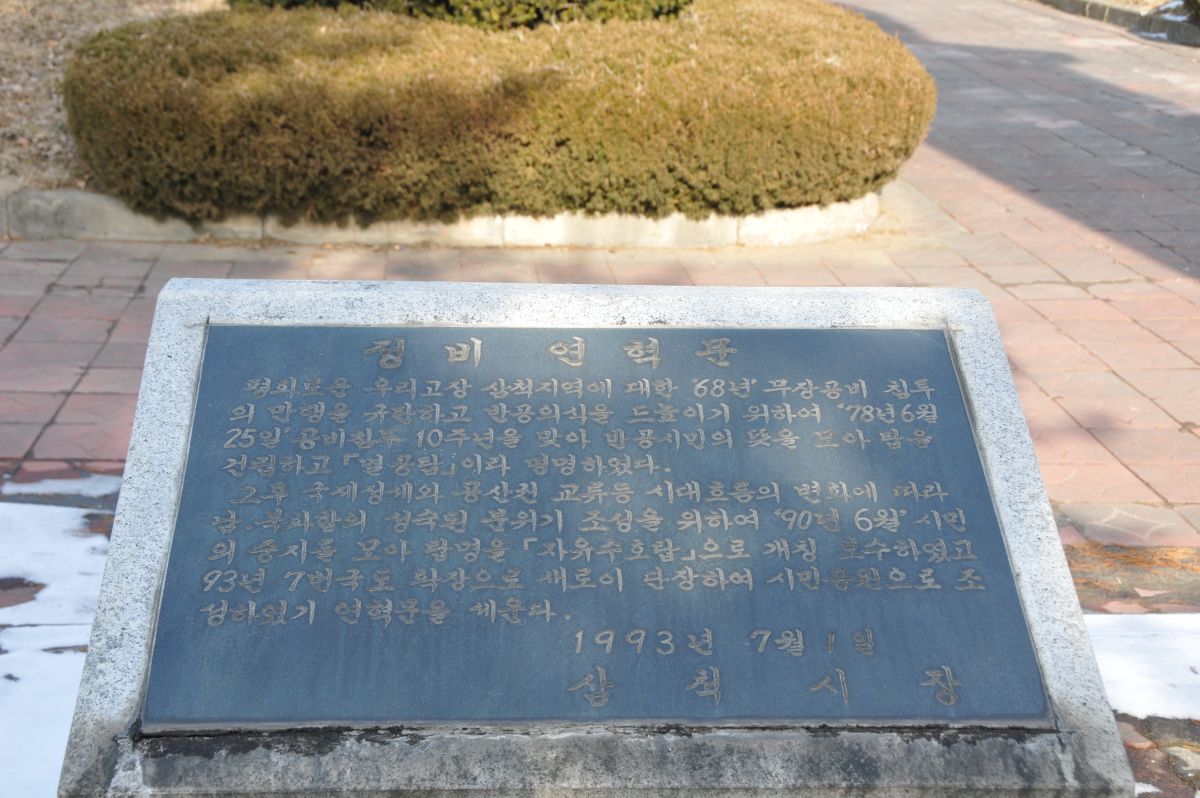 정비연혁문
평화로운 우리고장 삼척지역에 대한 '68년' 무장공비 침투
의 만행을 규탄하고 반공의식을 드높이기 위하여 '78년6월
25일' 공비침투 10주년을 맞아 반공시민의 뜻을 모아 탑을
건립하고 「멸공탑」이라 명명하였다.
그후 국제정세와 공산권 교류등 시대흐름의 변화에 따라
남.북화합의 성숙된 분위기 조성을 위하여 '90년 6월' 시민
의 중지를 모아 탑명을 「자유수호탑」으로 개칭 보수하였고
93년 7번국도 확장으로 새로이 단장하여 시민공원으로 조
성하였기 연혁문을 세운다.
1993년 7월 1일
삼척시장